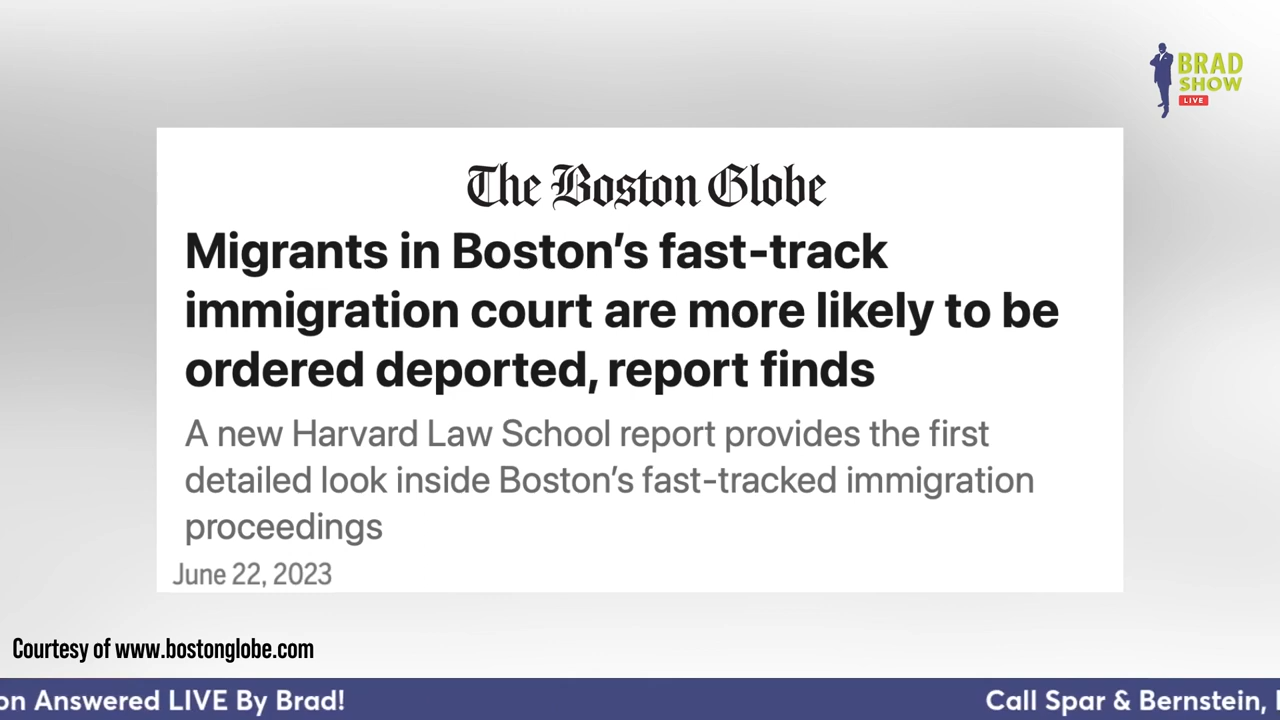 BRAD
SHOW
LIVE
The Boston Globe
Migrants in Boston’s fast-track
immigration court are more likely to be
ordered deported, report finds
A new Harvard Law School report provides the first
detailed look inside Boston’s fast-tracked immigration
proceedings
June 22, 2023
Courtesy of www.bostonglobe.com
on Answered LIVE By Brad!
Call Spar & Bernstein,